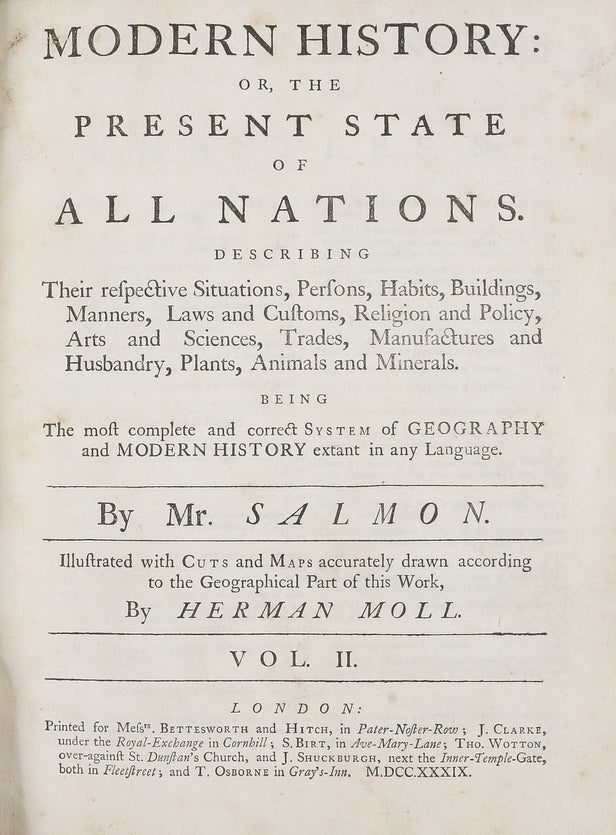 MODERN HISTORY:
OR, THE
PRESENT STATE
OF
ALL NATIONS.
DESCRIBING
Their reſpective Situations, Perſons, Habits, Buildings,
Manners, Laws and Cuſtoms, Religion and Policy,
Arts and Sciences, Trades, Manufactures and
Husbandry, Plants, Animals and Minerals.
BEING
The moſt complete and correct SYSTEM of GEOGRAPHY
and MODERN HISTORY extant in any Language.
By Mr. SALMON.
Illuſtrated with CUTS and MAPS accurately drawn according
to the Geographical Part of this Work,
By HERMAN MOLL.
VOL. II.
LONDON:
Printed for Meſsrs. BETTESWORTH and HITCH, in Pater-Noſter-Row; J. CLARKE,
under the Royal-Exchange in Cornhill; S. BIRT, in Ave-Mary-Lane; THO. WOTTON,
over-againſt St. Dunſtan's Church, and J. SHUCKBURGH, next the Inner-Temple-Gate,
both in Fleetſtreet; and T. OSBORNE in Gray's-Inn. M.DCC.XXXIX.